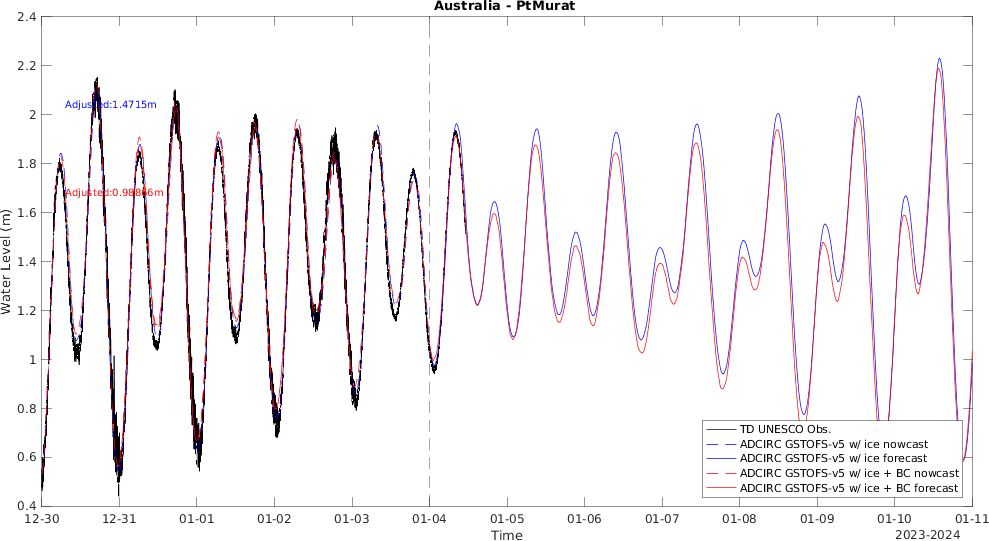 Australia - PtMurat
2.4
2.2
2
1.8
1.6
1.4
1.2
1
0.8
0.6
0.4
Water Level (m)
Adjusted:1.4715m
Adjusted:0.98866m
TD UNESCO Obs.
ADCIRC GSTOFS-v5 w/ ice nowcast
ADCIRC GSTOFS-v5 w/ ice forecast
ADCIRC GSTOFS-v5 w/ ice + BC nowcast
ADCIRC GSTOFS-v5 w/ ice + BC forecast
12-30 12-31 01-01 01-02 01-03 01-04 01-05 01-06 01-07 01-08 01-09 01-10 01-11
Time
2023-2024